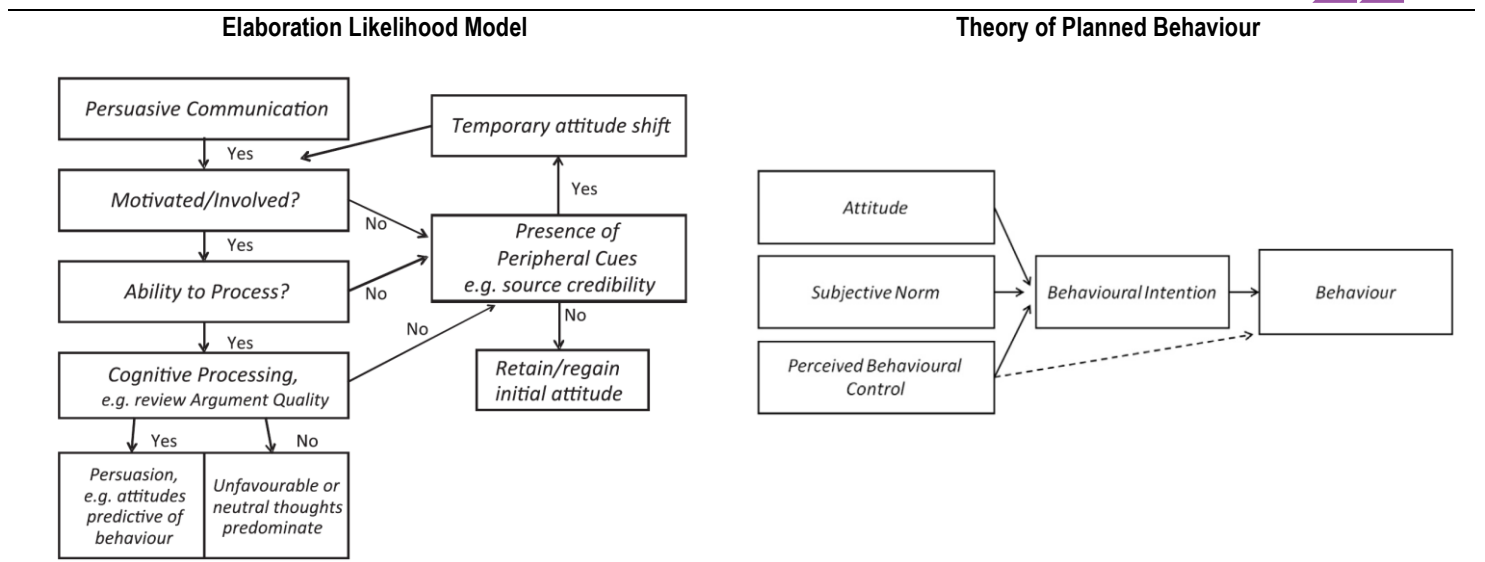 Elaboration Likelihood Model
Persuasive Communication
Yes
Motivated/Involved?
No
Yes
Ability to Process?
No
Yes
Cognitive Processing,
e.g. review Argument Quality
No
Yes
No
Persuasion,
e.g. attitudes
predictive of
behaviour
Unfavourable or
neutral thoughts
predominate
Temporary attitude shift
Yes
Presence of
Peripheral Cues
e.g. source credibility
No
Retain/regain
initial attitude
Theory of Planned Behaviour
Attitude
Subjective Norm
Perceived Behavioural
Control
Behavioural Intention
Behaviour